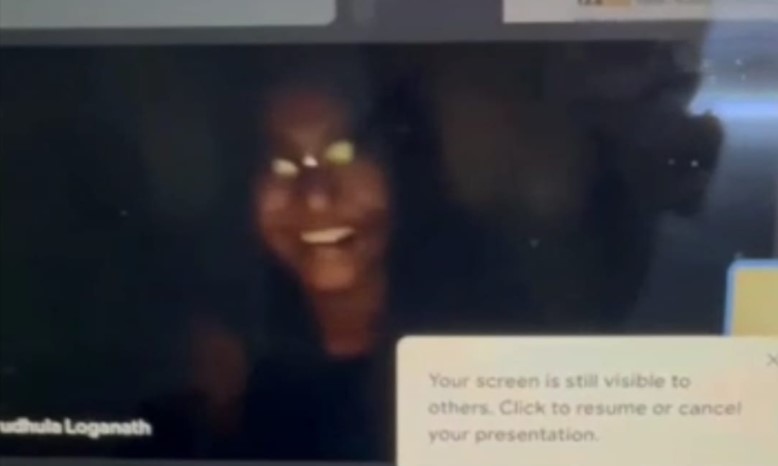 udhula Loganath
Your screen is still visible to
others. Click to resume or cancel
your presentation.